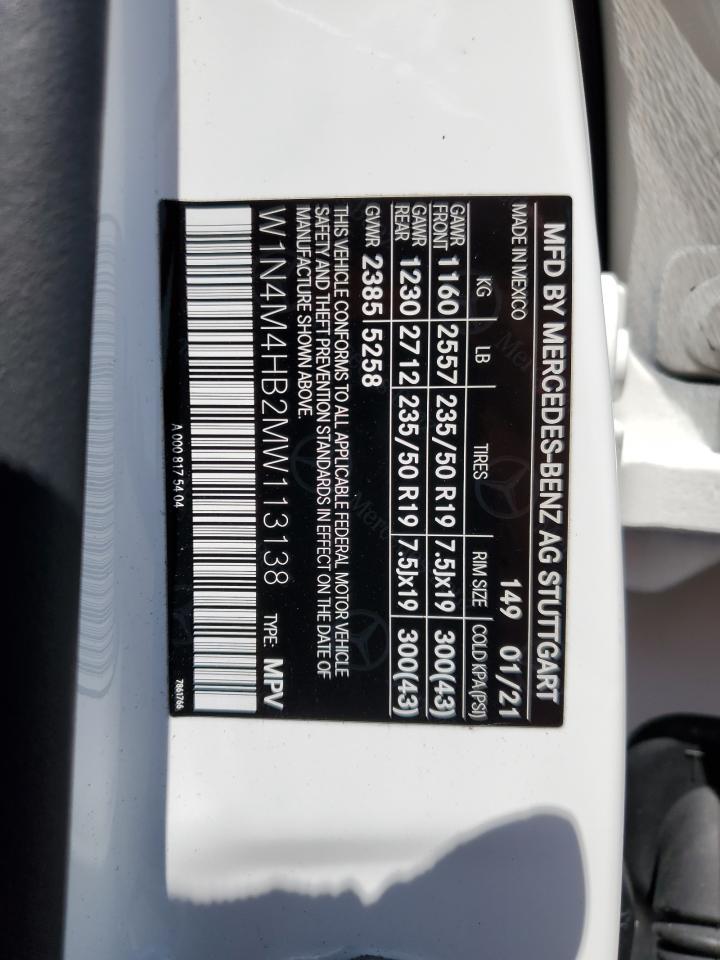 MFD BY MERCEDES-BENZ AG STUTTGART
MADE IN MEXICO 149 01/21
KG LB TIRES RIM SIZE COLD KPA(PSI)
GAWR FRONT 1160 2557 235/50 R19 7.5Jx19 300(43)
GAWR REAR 1230 2712 235/50 R19 7.5Jx19 300(43)
GVWR 2385 5258
THIS VEHICLE CONFORMS TO ALL APPLICABLE FEDERAL MOTOR VEHICLE
SAFETY AND THEFT PREVENTION STANDARDS IN EFFECT ON THE DATE OF
MANUFACTURE SHOWN ABOVE.
W1N4M4HB2MW113138 TYPE: MPV
A 000 817 54 04 7861766